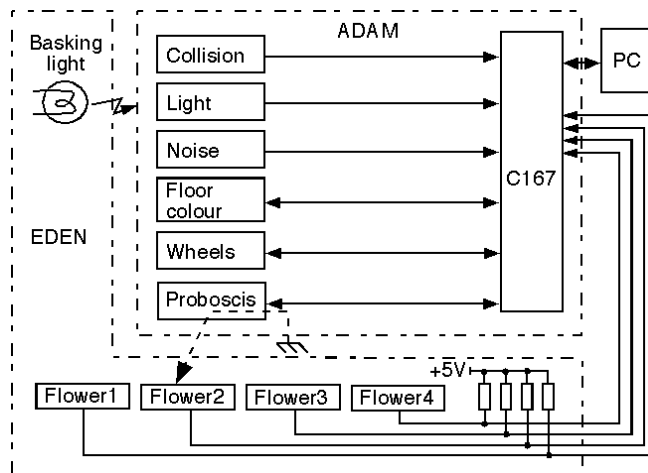 Basking
light
ADAM
Collision
Light
Noise
Floor
colour
Wheels
Proboscis
C167
PC
EDEN
+5V
Flower1
Flower2
Flower3
Flower4